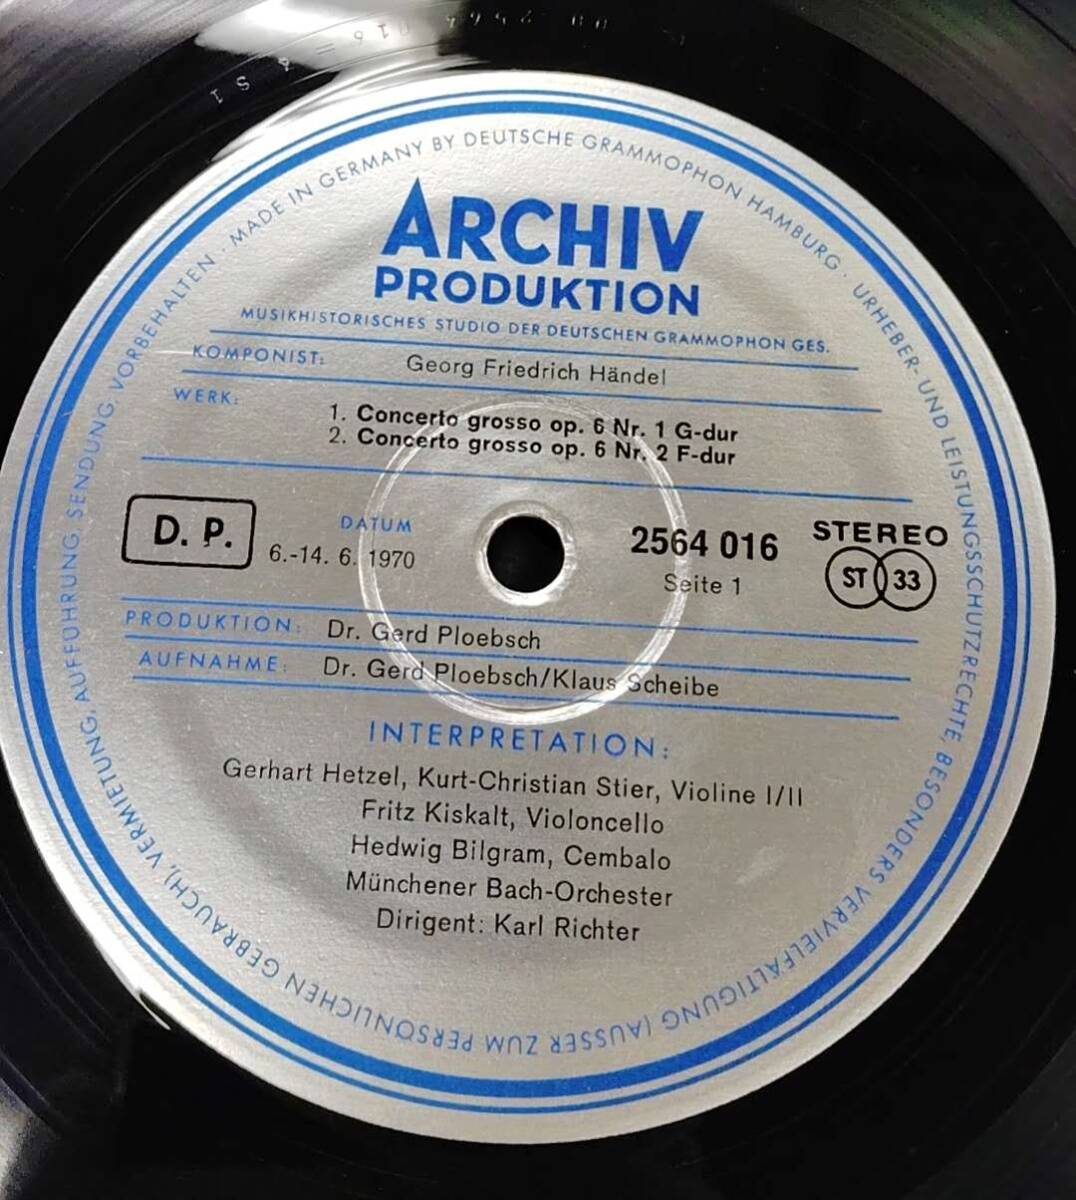 MADE IN GERMANY BY DEUTSCHE GRAMMOPHON HAMBURG · URHEBER- UND LEISTUNGSSCHUTZRECHTE, BESONDERS VERVIELFÄLTIGUNG (AUSSER ZUM PERSÖNLICHEN GEBRAUCH), VERMIETUNG, AUFFÜHRUNG, SENDUNG, VORBEHALTEN ·
ARCHIV
PRODUKTION
MUSIKHISTORISCHES STUDIO DER DEUTSCHEN GRAMMOPHON GES.
KOMPONIST: Georg Friedrich Händel
WERK:
1. Concerto grosso op. 6 Nr. 1 G-dur
2. Concerto grosso op. 6 Nr. 2 F-dur
D. P.
DATUM
6.-14. 6. 1970
2564 016
Seite 1
STEREO
ST 33
PRODUKTION: Dr. Gerd Ploebsch
AUFNAHME: Dr. Gerd Ploebsch/Klaus Scheibe
INTERPRETATION:
Gerhart Hetzel, Kurt-Christian Stier, Violine I/II
Fritz Kiskalt, Violoncello
Hedwig Bilgram, Cembalo
Münchener Bach-Orchester
Dirigent: Karl Richter